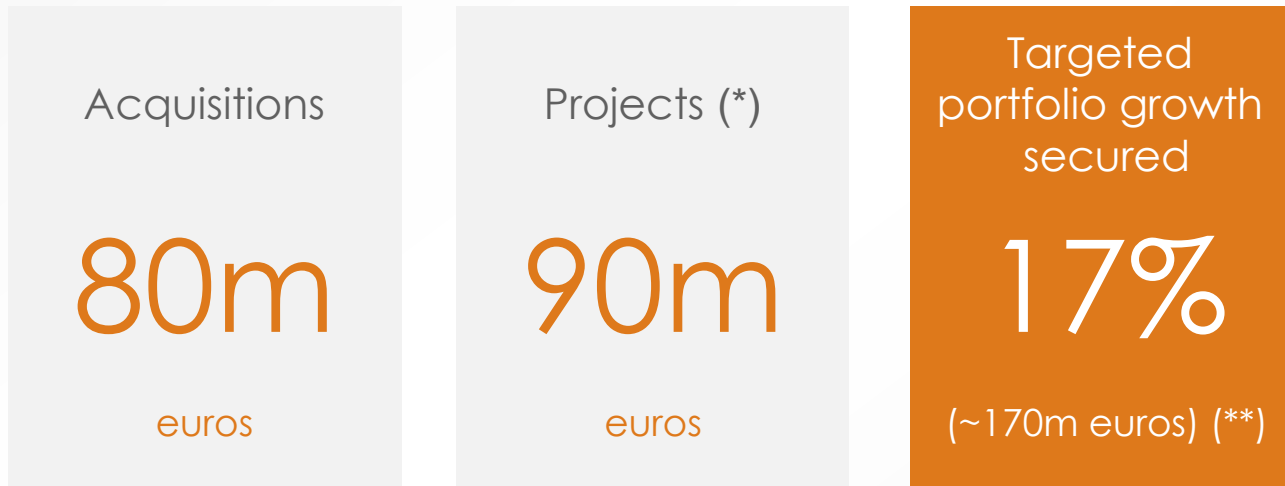 Acquisitions
80m
euros
Projects (*)
90m
euros
Targeted
portfolio growth
secured
17%
(~170m euros) (**)